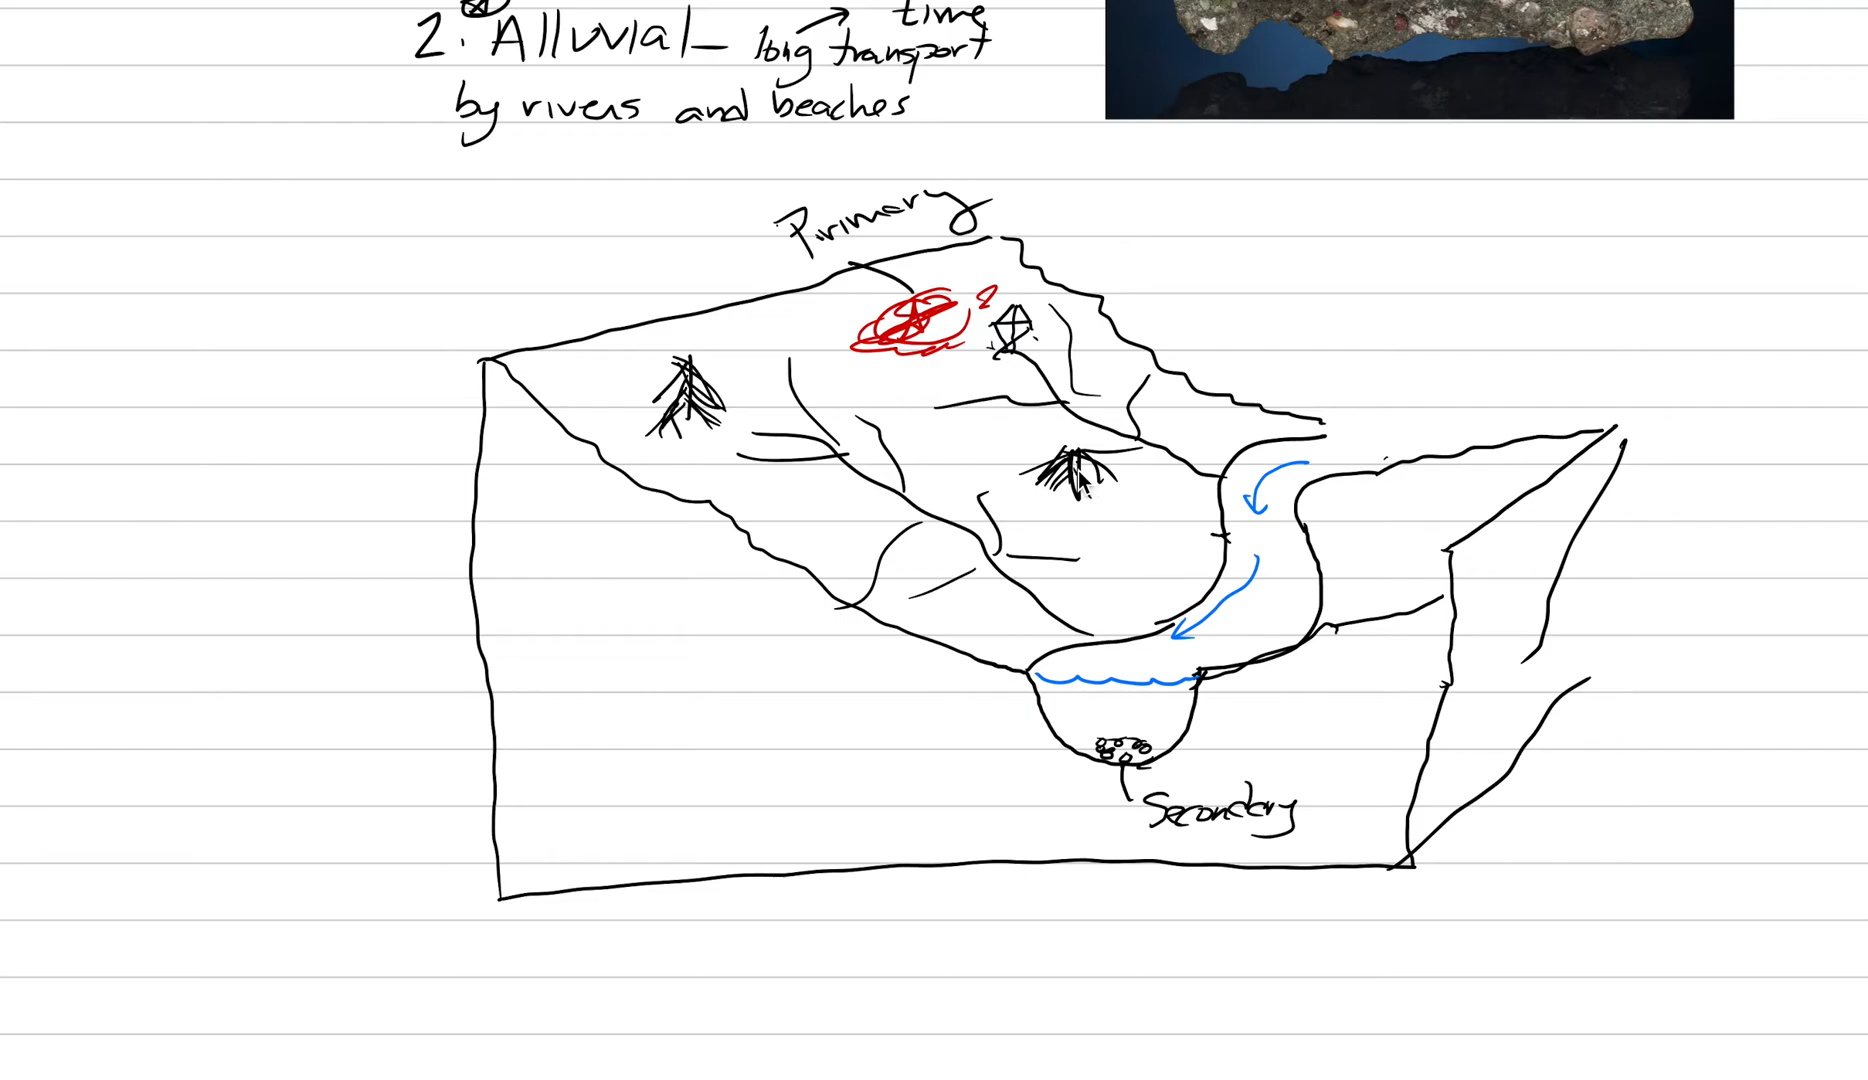 time
2. Alluvial – long transport
by rivers and beaches
Primary
Secondary